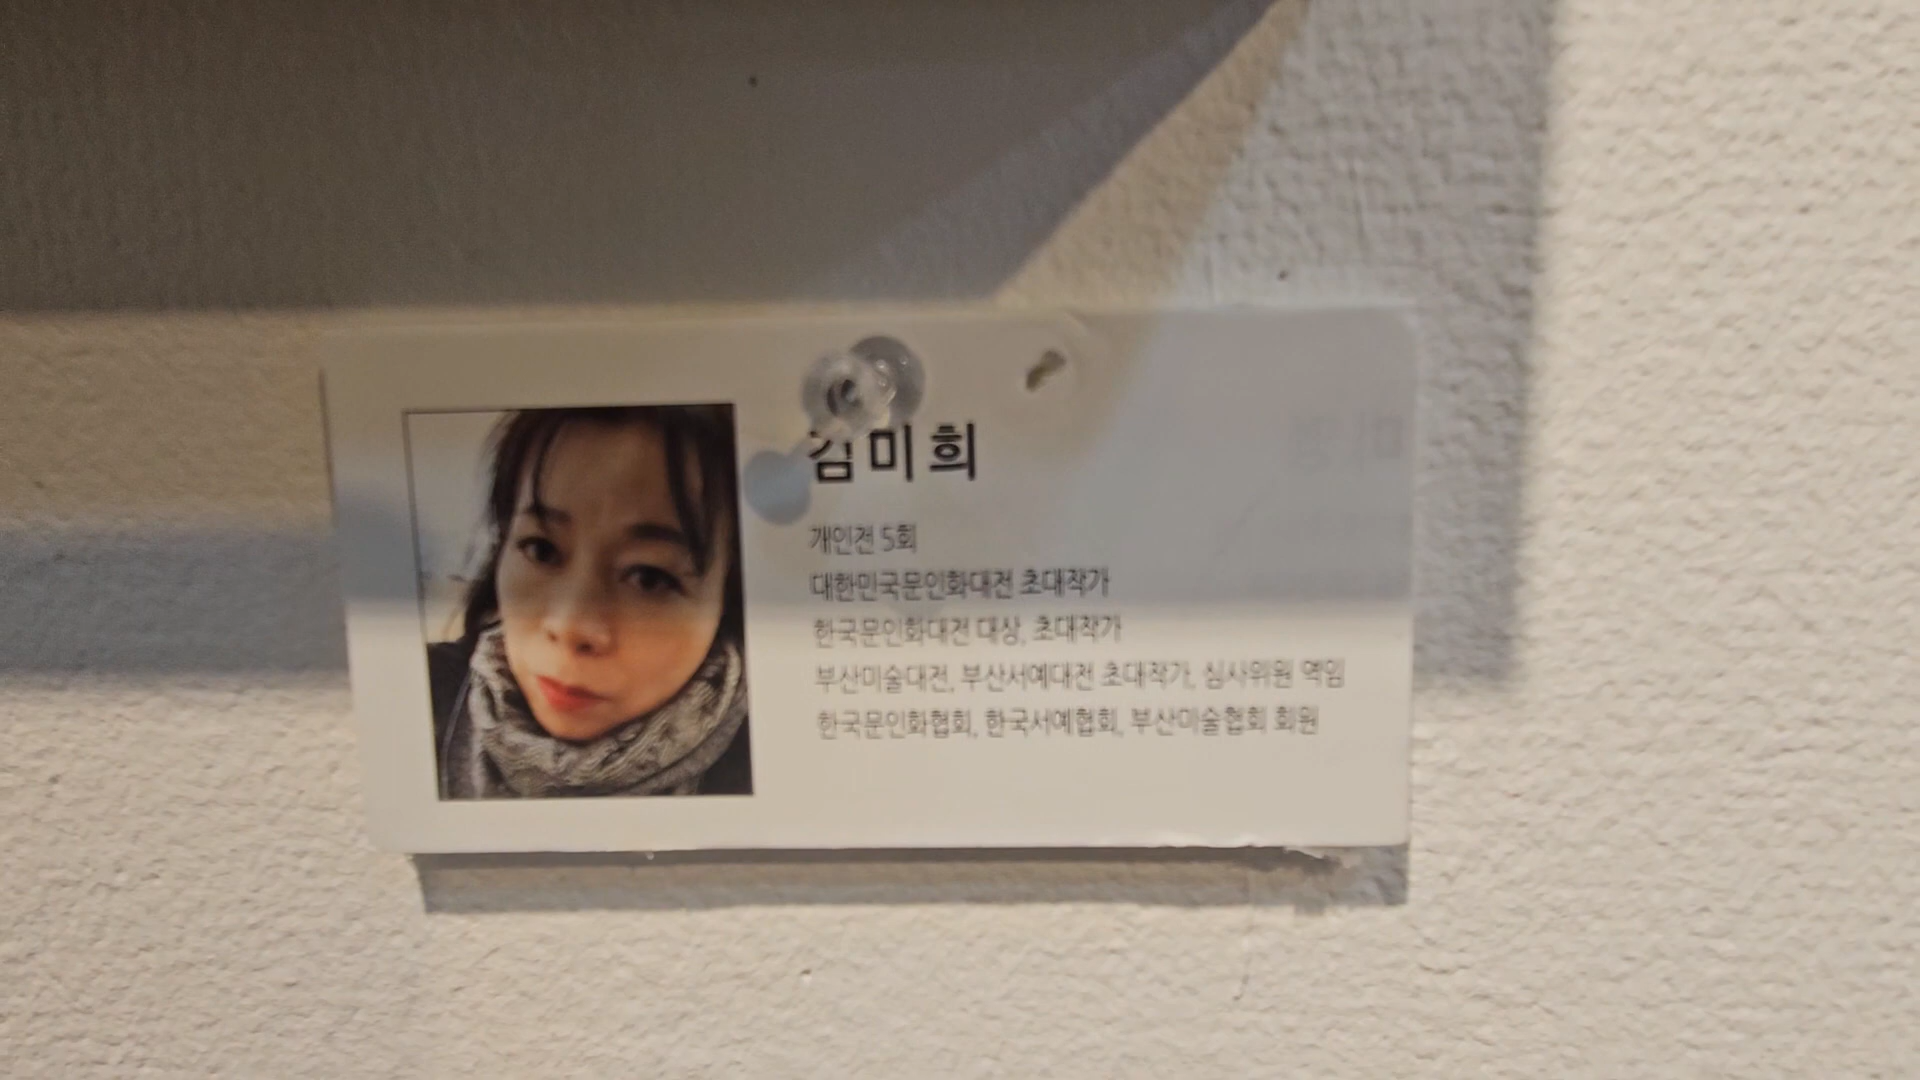 김미희
개인전 5회
대한민국문인화대전 초대작가
한국문인화대전 대상, 초대작가
부산미술대전, 부산서예대전 초대작가, 심사위원 역임
한국문인화협회, 한국서예협회, 부산미술협회 회원